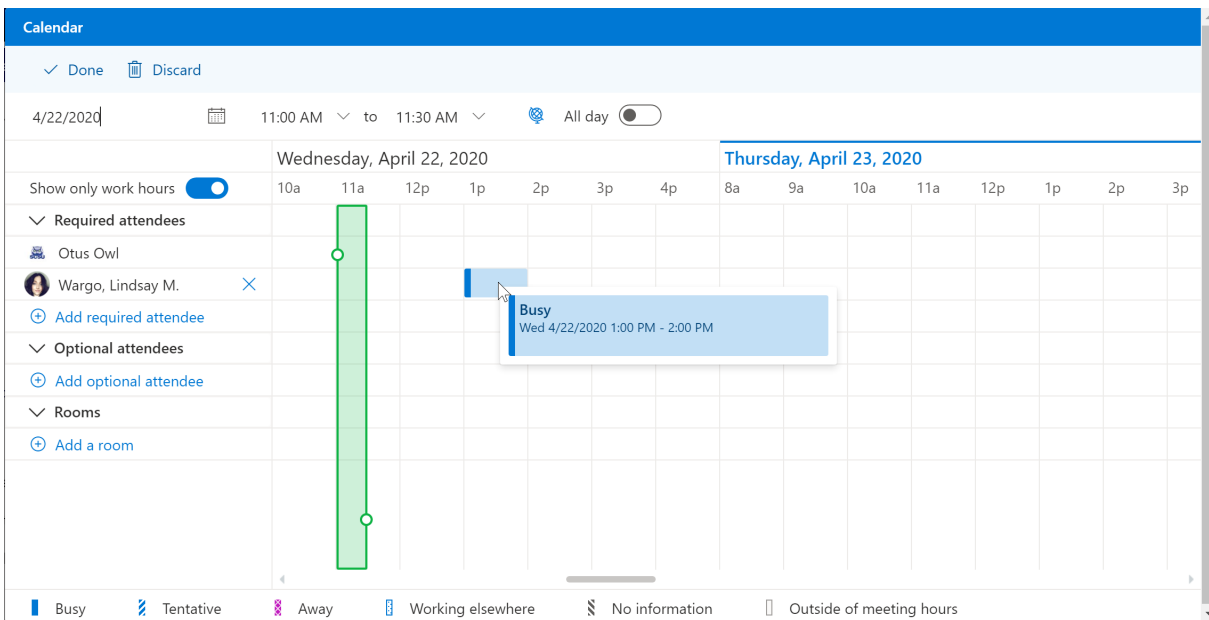 Calendar
Done Discard
4/22/2020 11:00 AM to 11:30 AM All day
Wednesday, April 22, 2020 Thursday, April 23, 2020
Show only work hours 10a 11a 12p 1p 2p 3p 4p 8a 9a 10a 11a 12p 1p 2p 3p
Required attendees
Otus Owl
Wargo, Lindsay M.
Busy
Add required attendee Wed 4/22/2020 1:00 PM - 2:00 PM
Optional attendees
Add optional attendee
Rooms
Add a room
Busy Tentative Away Working elsewhere No information Outside of meeting hours